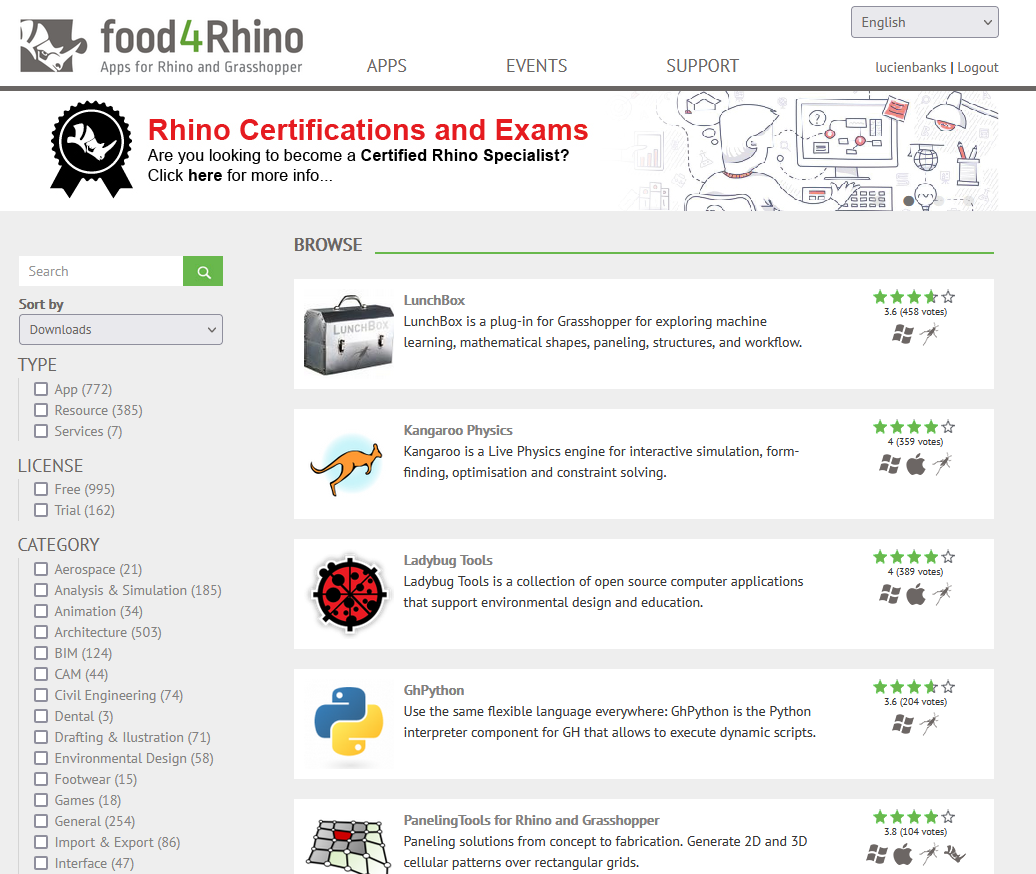 food4Rhino
Apps for Rhino and Grasshopper
APPS
EVENTS
SUPPORT
English
lucienbanks | Logout
Rhino Certifications and Exams
Are you looking to become a Certified Rhino Specialist?
Click here for more info...
Search
Sort by
Downloads
TYPE
App (772)
Resource (385)
Services (7)
LICENSE
Free (995)
Trial (162)
CATEGORY
Aerospace (21)
Analysis & Simulation (185)
Animation (34)
Architecture (503)
BIM (124)
CAM (44)
Civil Engineering (74)
Dental (3)
Drafting & Ilustration (71)
Environmental Design (58)
Footwear (15)
Games (18)
General (254)
Import & Export (86)
Interface (47)
BROWSE
LUNCHBOX
LunchBox
LunchBox is a plug-in for Grasshopper for exploring machine
learning, mathematical shapes, paneling, structures, and workflow.
3.6 (458 votes)
Kangaroo Physics
Kangaroo is a Live Physics engine for interactive simulation, form-
finding, optimisation and constraint solving.
4 (359 votes)
Ladybug Tools
Ladybug Tools is a collection of open source computer applications
that support environmental design and education.
4 (389 votes)
GhPython
Use the same flexible language everywhere: GhPython is the Python
interpreter component for GH that allows to execute dynamic scripts.
3.6 (204 votes)
PanelingTools for Rhino and Grasshopper
Paneling solutions from concept to fabrication. Generate 2D and 3D
cellular patterns over rectangular grids.
3.8 (104 votes)